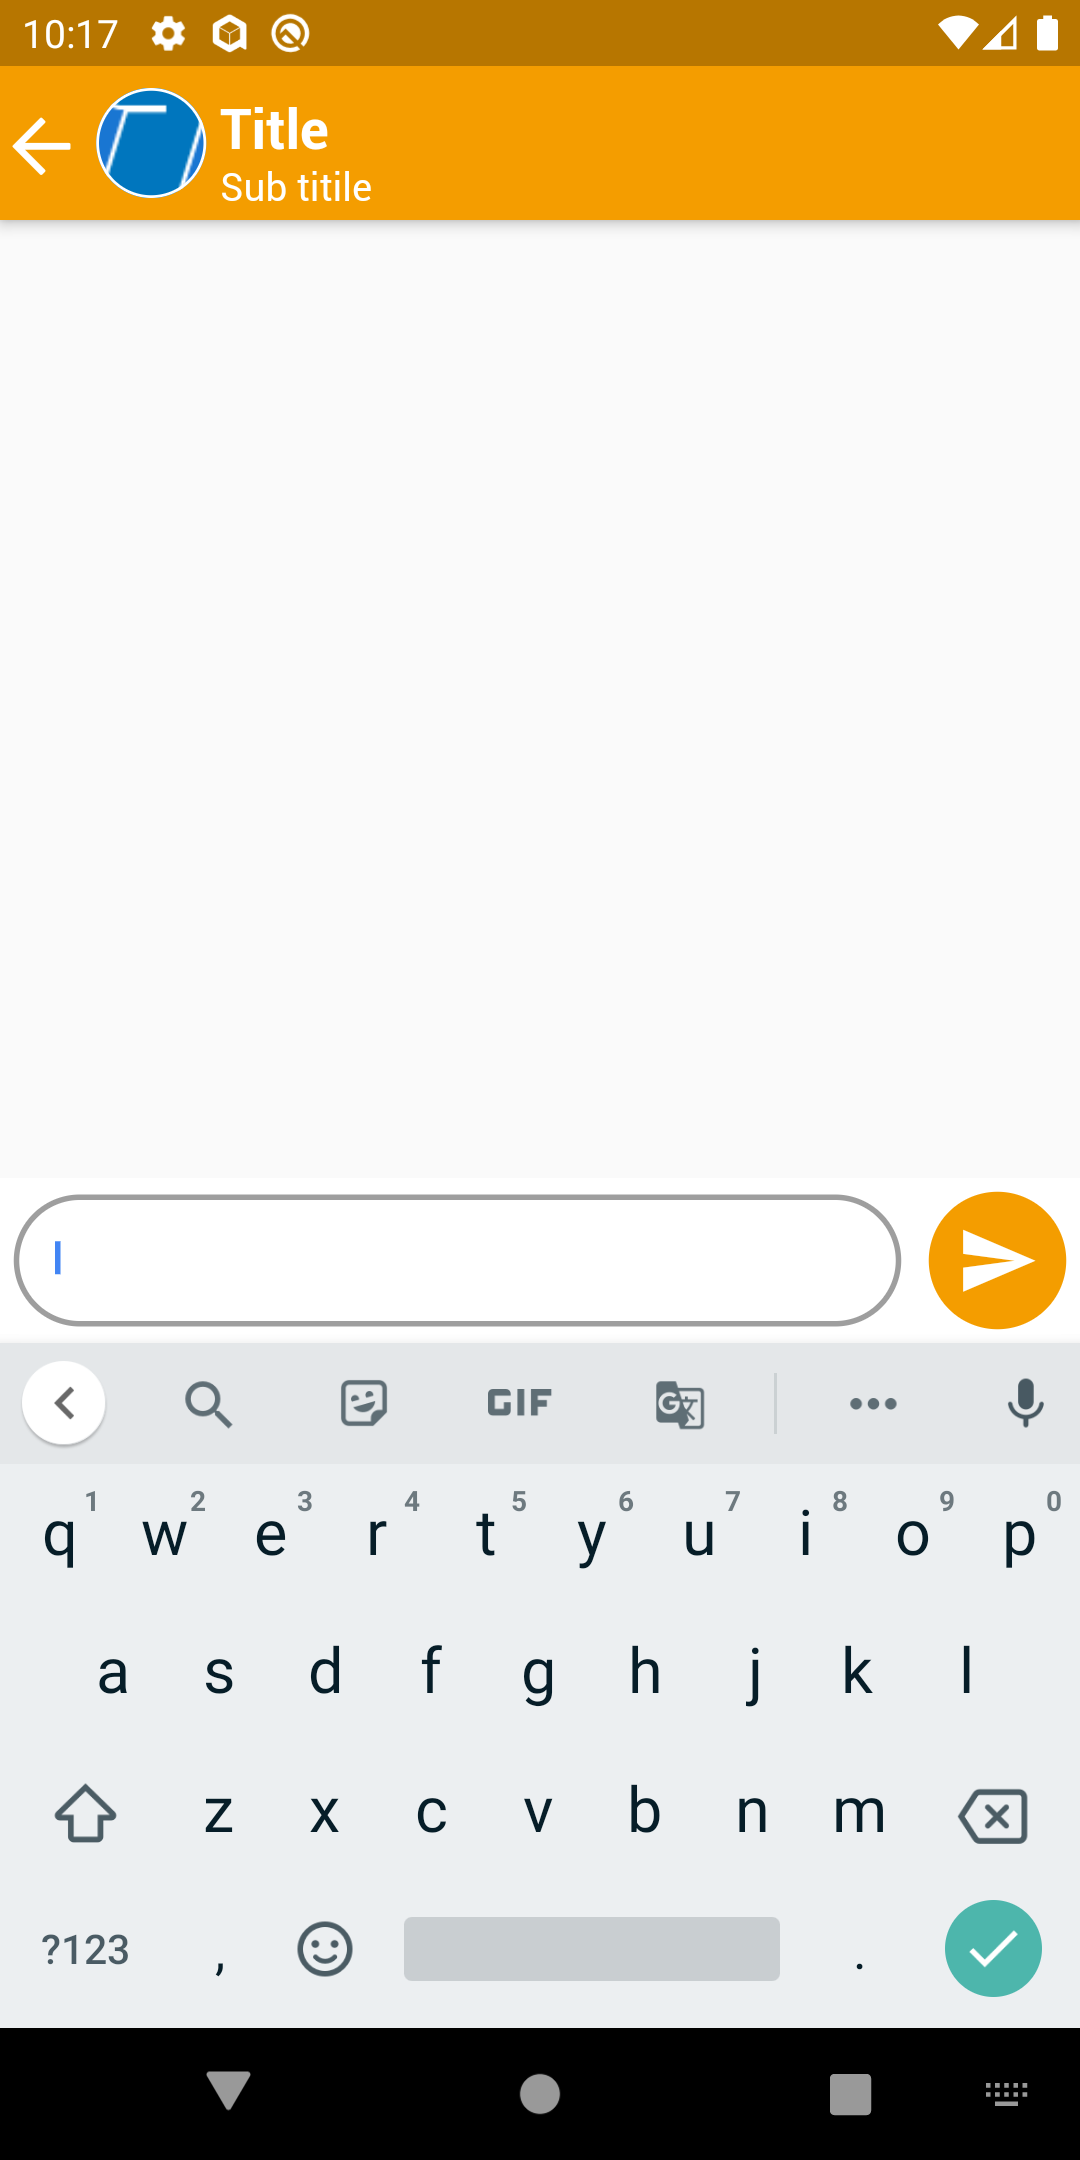 10:17
Title
Sub titile
GIF
1 2 3 4 5 6 7 8 9 0
q w e r t y u i o p
a s d f g h j k l
z x c v b n m
?123 , .